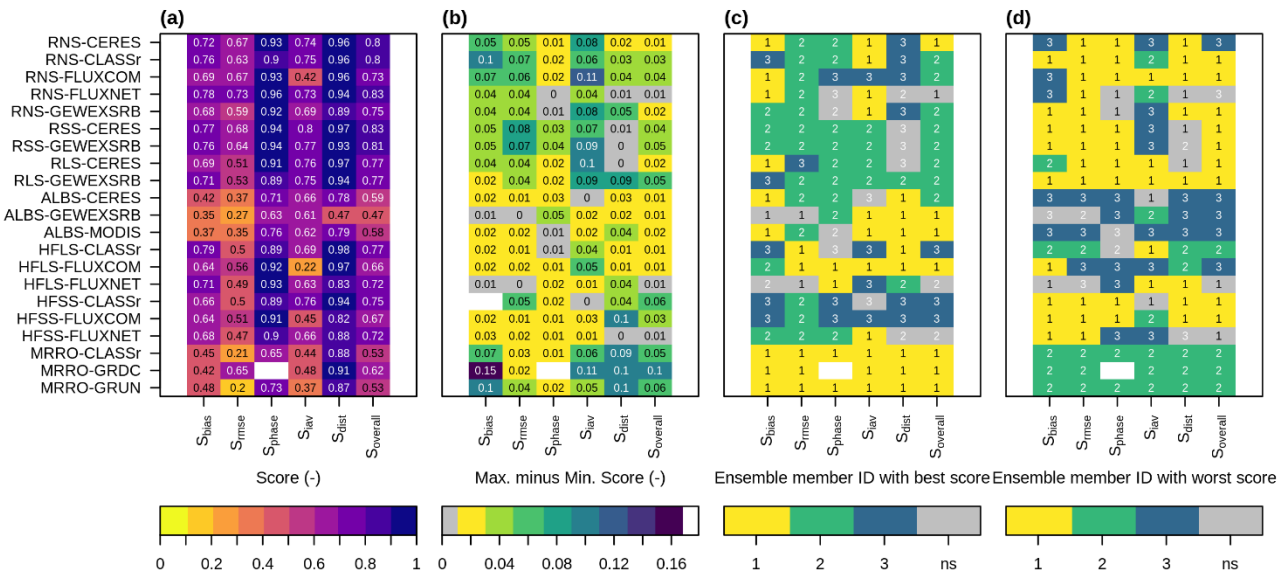 (a) (b) (c) (d)
RNS-CERES 0.72 0.67 0.93 0.74 0.96 0.8 0.05 0.05 0.01 0.08 0.02 0.01 1 2 2 1 3 1 3 1 1 3 1 3
RNS-CLASSr 0.76 0.63 0.9 0.75 0.96 0.8 0.1 0.07 0.02 0.06 0.03 0.03 3 2 2 1 3 2 1 1 1 2 1 1
RNS-FLUXCOM 0.69 0.67 0.93 0.42 0.96 0.73 0.07 0.06 0.02 0.11 0.04 0.04 1 2 3 3 3 2 3 1 1 1 1 1
RNS-FLUXNET 0.78 0.73 0.96 0.73 0.94 0.83 0.04 0.04 0 0.04 0.01 0.01 1 2 3 1 2 1 3 1 1 2 1 3
RNS-GEWEXSRB 0.68 0.59 0.92 0.69 0.89 0.75 0.04 0.04 0.01 0.08 0.05 0.02 2 2 2 1 3 2 1 1 1 3 1 1
RSS-CERES 0.77 0.68 0.94 0.8 0.97 0.83 0.05 0.08 0.03 0.07 0.01 0.04 2 2 2 2 3 2 1 1 1 3 1 1
RSS-GEWEXSRB 0.76 0.64 0.94 0.77 0.93 0.81 0.05 0.07 0.04 0.09 0 0.04 2 2 2 2 3 2 1 1 1 3 2 1
RLS-CERES 0.69 0.51 0.91 0.76 0.97 0.77 0.04 0.04 0.02 0.1 0 0.02 1 3 2 2 3 2 2 1 1 1 1 1
RLS-GEWEXSRB 0.71 0.53 0.89 0.75 0.94 0.77 0.02 0.04 0.02 0.09 0.09 0.05 3 2 2 2 2 2 1 1 1 1 1 1
ALBS-CERES 0.42 0.37 0.71 0.66 0.78 0.59 0.02 0.01 0.03 0 0.03 0.01 1 2 2 3 1 2 3 3 3 1 3 3
ALBS-GEWEXSRB 0.35 0.27 0.63 0.61 0.47 0.47 0.01 0 0.05 0.02 0.02 0.01 1 1 2 1 1 1 3 2 3 2 3 3
ALBS-MODIS 0.37 0.35 0.76 0.62 0.79 0.58 0.02 0.02 0.01 0.02 0.04 0.02 1 2 2 1 1 1 3 3 3 3 3 3
HFLS-CLASSr 0.79 0.5 0.89 0.69 0.98 0.77 0.02 0.02 0.01 0.04 0.01 0.01 3 1 3 3 1 3 2 2 2 1 2 2
HFLS-FLUXCOM 0.64 0.56 0.92 0.22 0.97 0.66 0.02 0.02 0.01 0.05 0.01 0.01 2 1 1 1 1 1 1 3 3 3 2 3
HFLS-FLUXNET 0.71 0.49 0.93 0.63 0.83 0.72 0.01 0 0.02 0.01 0.04 0.01 2 1 1 3 2 3 1 3 3 1 1 1
HFSS-CLASSr 0.66 0.5 0.89 0.76 0.94 0.75 0.05 0.01 0 0.04 0.06 3 2 3 3 3 3 1 1 1 1 1 1
HFSS-FLUXCOM 0.64 0.51 0.91 0.45 0.82 0.67 0.02 0.01 0.01 0.03 0.1 0.03 3 2 3 3 3 3 1 1 1 2 1 1
HFSS-FLUXNET 0.68 0.47 0.9 0.66 0.88 0.72 0.02 0.02 0.02 0.02 0 0.01 2 2 2 1 2 2 1 1 3 3 3 1
MRRO-CLASSr 0.45 0.21 0.65 0.44 0.88 0.53 0.07 0.03 0.01 0.06 0.09 0.05 1 1 1 1 1 1 2 2 2 2 2 2
MRRO-GRDC 0.42 0.65 0.48 0.91 0.62 0.15 0.02 0.11 0.1 0.1 1 1 1 1 1 2 2 2 2 2
MRRO-GRUN 0.48 0.2 0.73 0.37 0.87 0.53 0.1 0.04 0.02 0.05 0.1 0.06 1 1 1 1 1 1 2 2 2 2 2 2
Sbias Srmse Sphase Siav Sdist Soverall Sbias Srmse Sphase Siav Sdist Soverall Sbias Srmse Sphase Siav Sdist Soverall Sbias Srmse Sphase Siav Sdist Soverall
Score (-) Max. minus Min. Score (-) Ensemble member ID with best score Ensemble member ID with worst score
0 0.2 0.4 0.6 0.8 1 0 0.04 0.08 0.12 0.16 1 2 3 ns 1 2 3 ns